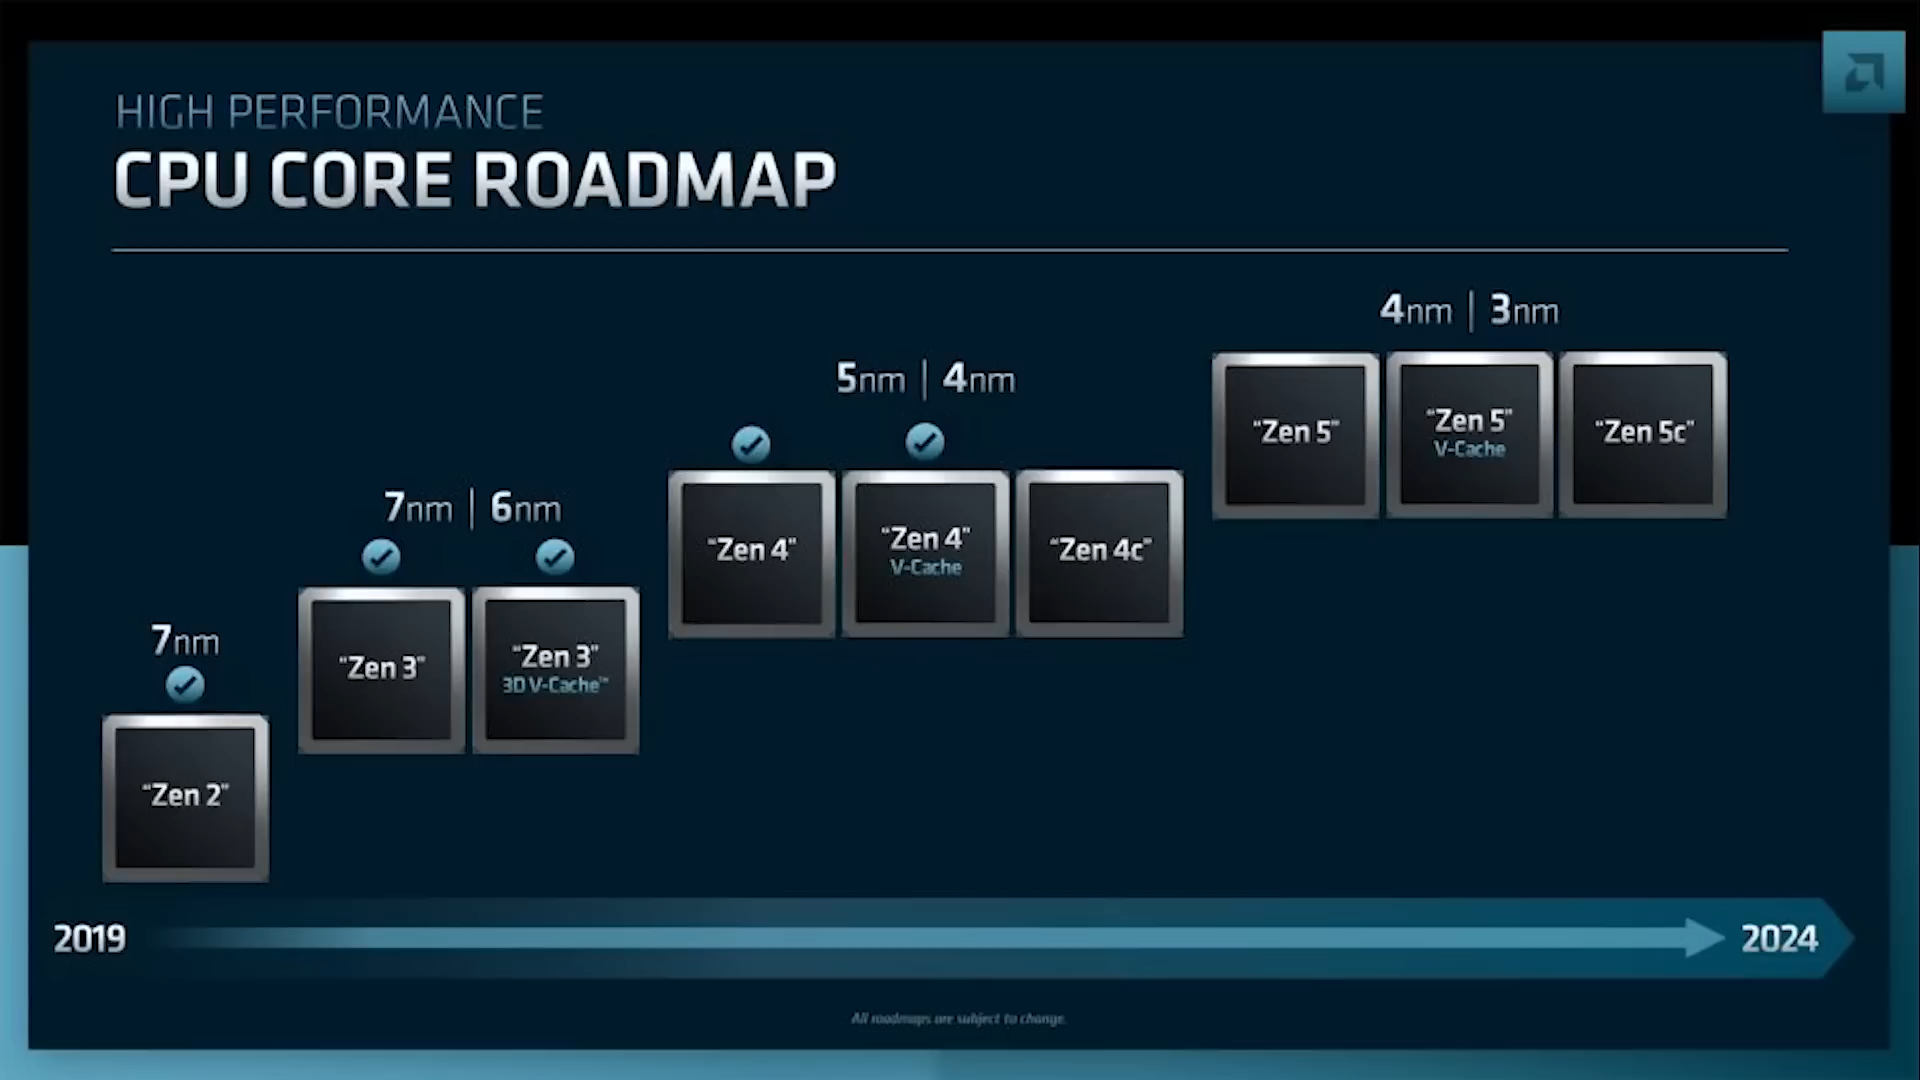 HIGH PERFORMANCE
CPU CORE ROADMAP
7nm
"Zen 2"
7nm | 6nm
"Zen 3"
"Zen 3"
3D V-Cache™
5nm | 4nm
"Zen 4"
"Zen 4"
V-Cache
"Zen 4c"
4nm | 3nm
"Zen 5"
"Zen 5"
V-Cache
"Zen 5c"
2019
2024
All roadmaps are subject to change.